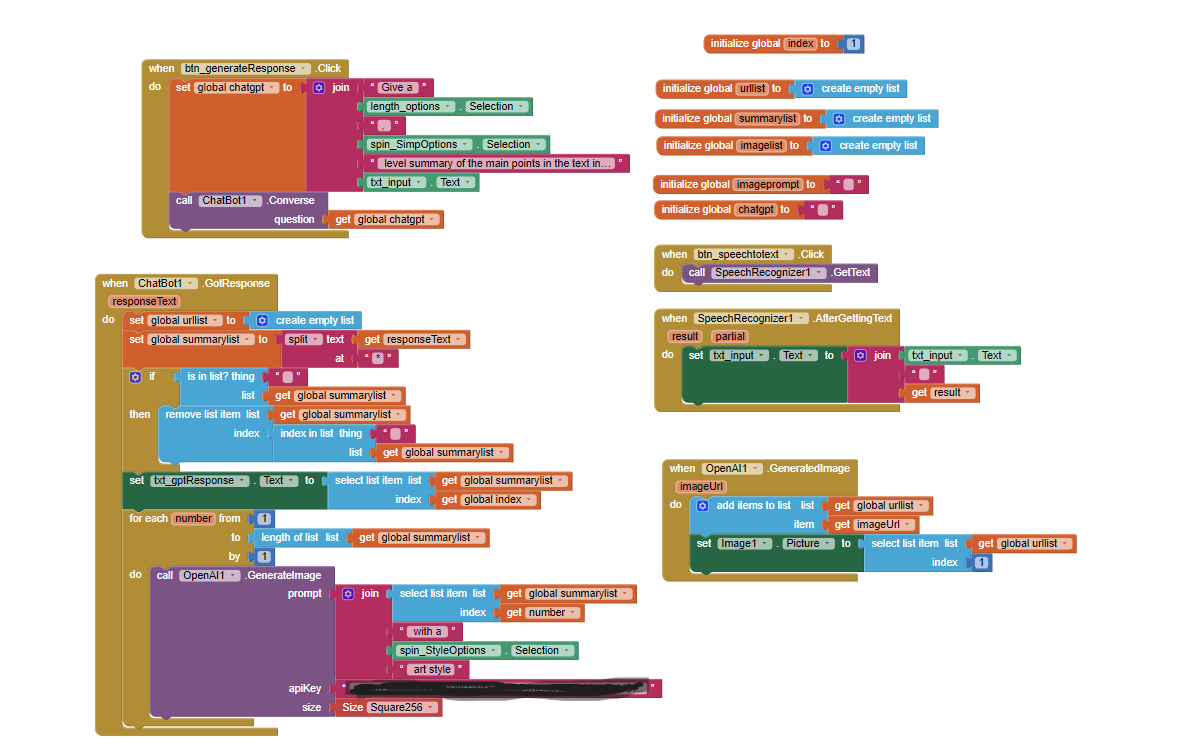 when btn_generateResponse .Click
do set global chatgpt to join " Give a "
length_options . Selection
" , "
spin_SimpOptions . Selection
" level summary of the main points in the text in... "
txt_input . Text
call ChatBot1 .Converse
question get global chatgpt
when ChatBot1 .GotResponse
responseText
do set global urllist to create empty list
set global summarylist to split text get responseText
at " * "
if is in list? thing " "
list get global summarylist
then remove list item list get global summarylist
index index in list thing " "
list get global summarylist
set txt_gptResponse . Text to select list item list get global summarylist
index get global index
for each number from 1
to length of list list get global summarylist
by 1
do call OpenAI1 .GenerateImage
prompt join select list item list get global summarylist
index get number
" with a "
spin_StyleOptions . Selection
" art style "
apiKey " "
size Size Square256
initialize global index to 1
initialize global urllist to create empty list
initialize global summarylist to create empty list
initialize global imagelist to create empty list
initialize global imageprompt to " "
initialize global chatgpt to " "
when btn_speechtotext .Click
do call SpeechRecognizer1 .GetText
when SpeechRecognizer1 .AfterGettingText
result partial
do set txt_input . Text to join txt_input . Text
" "
get result
when OpenAI1 .GeneratedImage
imageUrl
do add items to list list get global urllist
item get imageUrl
set Image1 . Picture to select list item list get global urllist
index 1